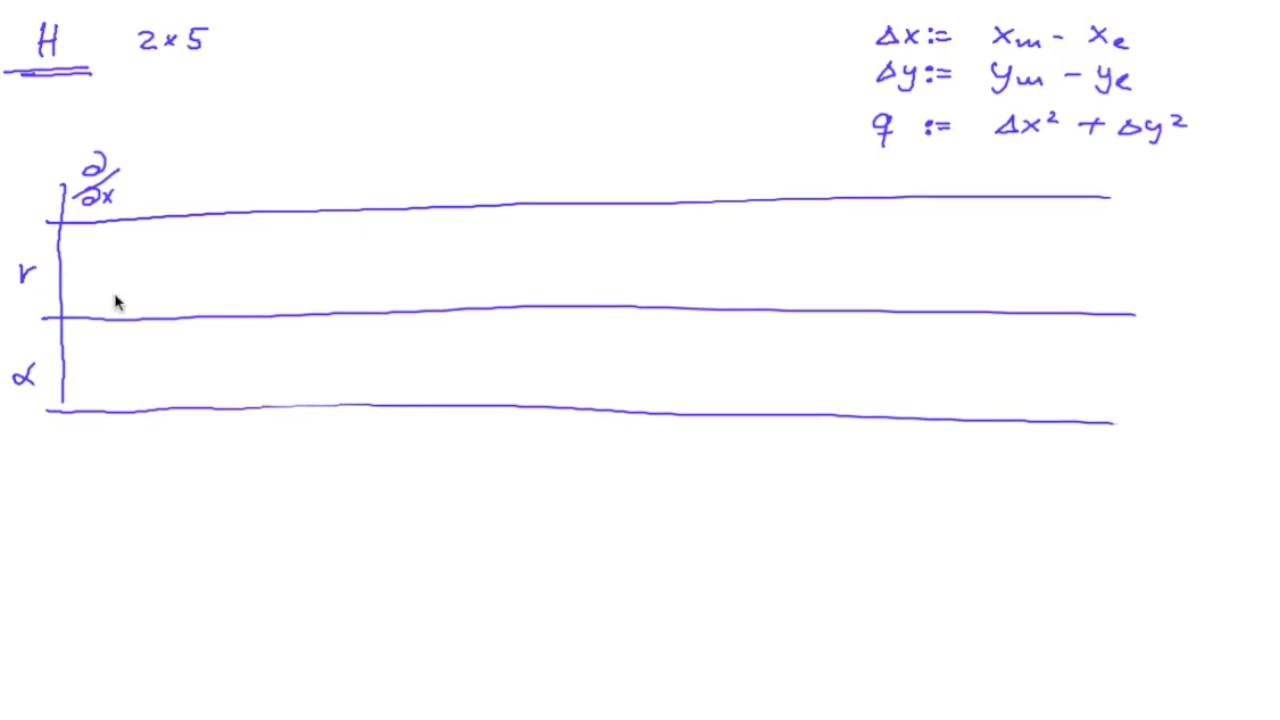 H 2×5
Δx := xₘ - xₑ
Δy := yₘ - yₑ
q := Δx² + Δy²
∂/∂x
r
α